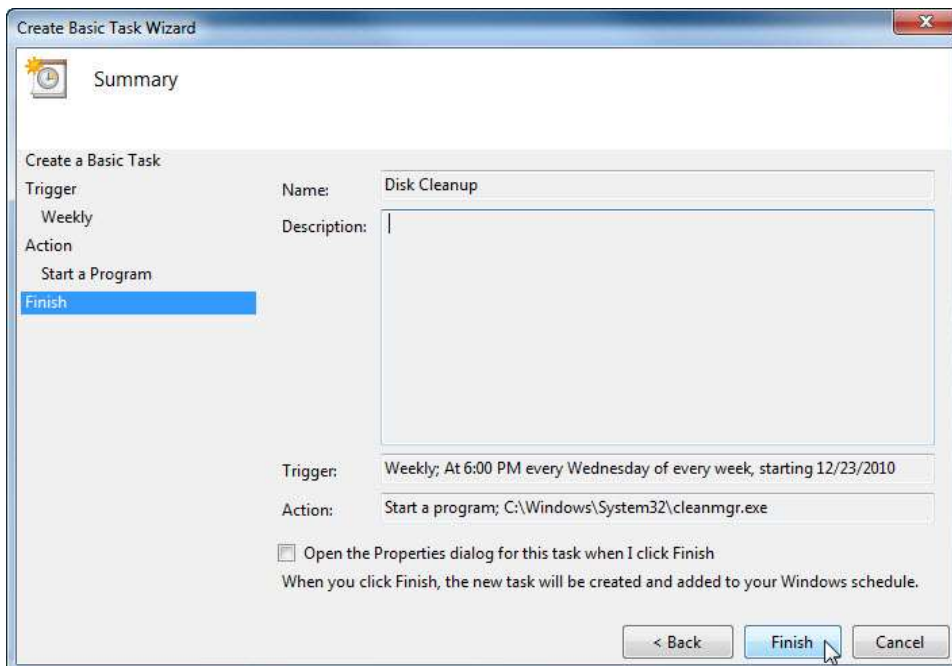 Create Basic Task Wizard
Summary
Create a Basic Task
Trigger
Weekly
Action
Start a Program
Finish
Name: Disk Cleanup
Description:
Trigger: Weekly; At 6:00 PM every Wednesday of every week, starting 12/23/2010
Action: Start a program; C:\Windows\System32\cleanmgr.exe
Open the Properties dialog for this task when I click Finish
When you click Finish, the new task will be created and added to your Windows schedule.
< Back Finish Cancel